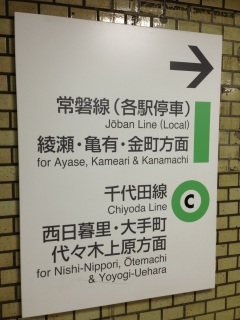 常磐線（各駅停車）
Jōban Line (Local)
綾瀬・亀有・金町方面
for Ayase, Kameari & Kanamachi
千代田線
Chiyoda Line
C
西日暮里・大手町
代々木上原方面
for Nishi-Nippori, Ōtemachi
& Yoyogi-Uehara